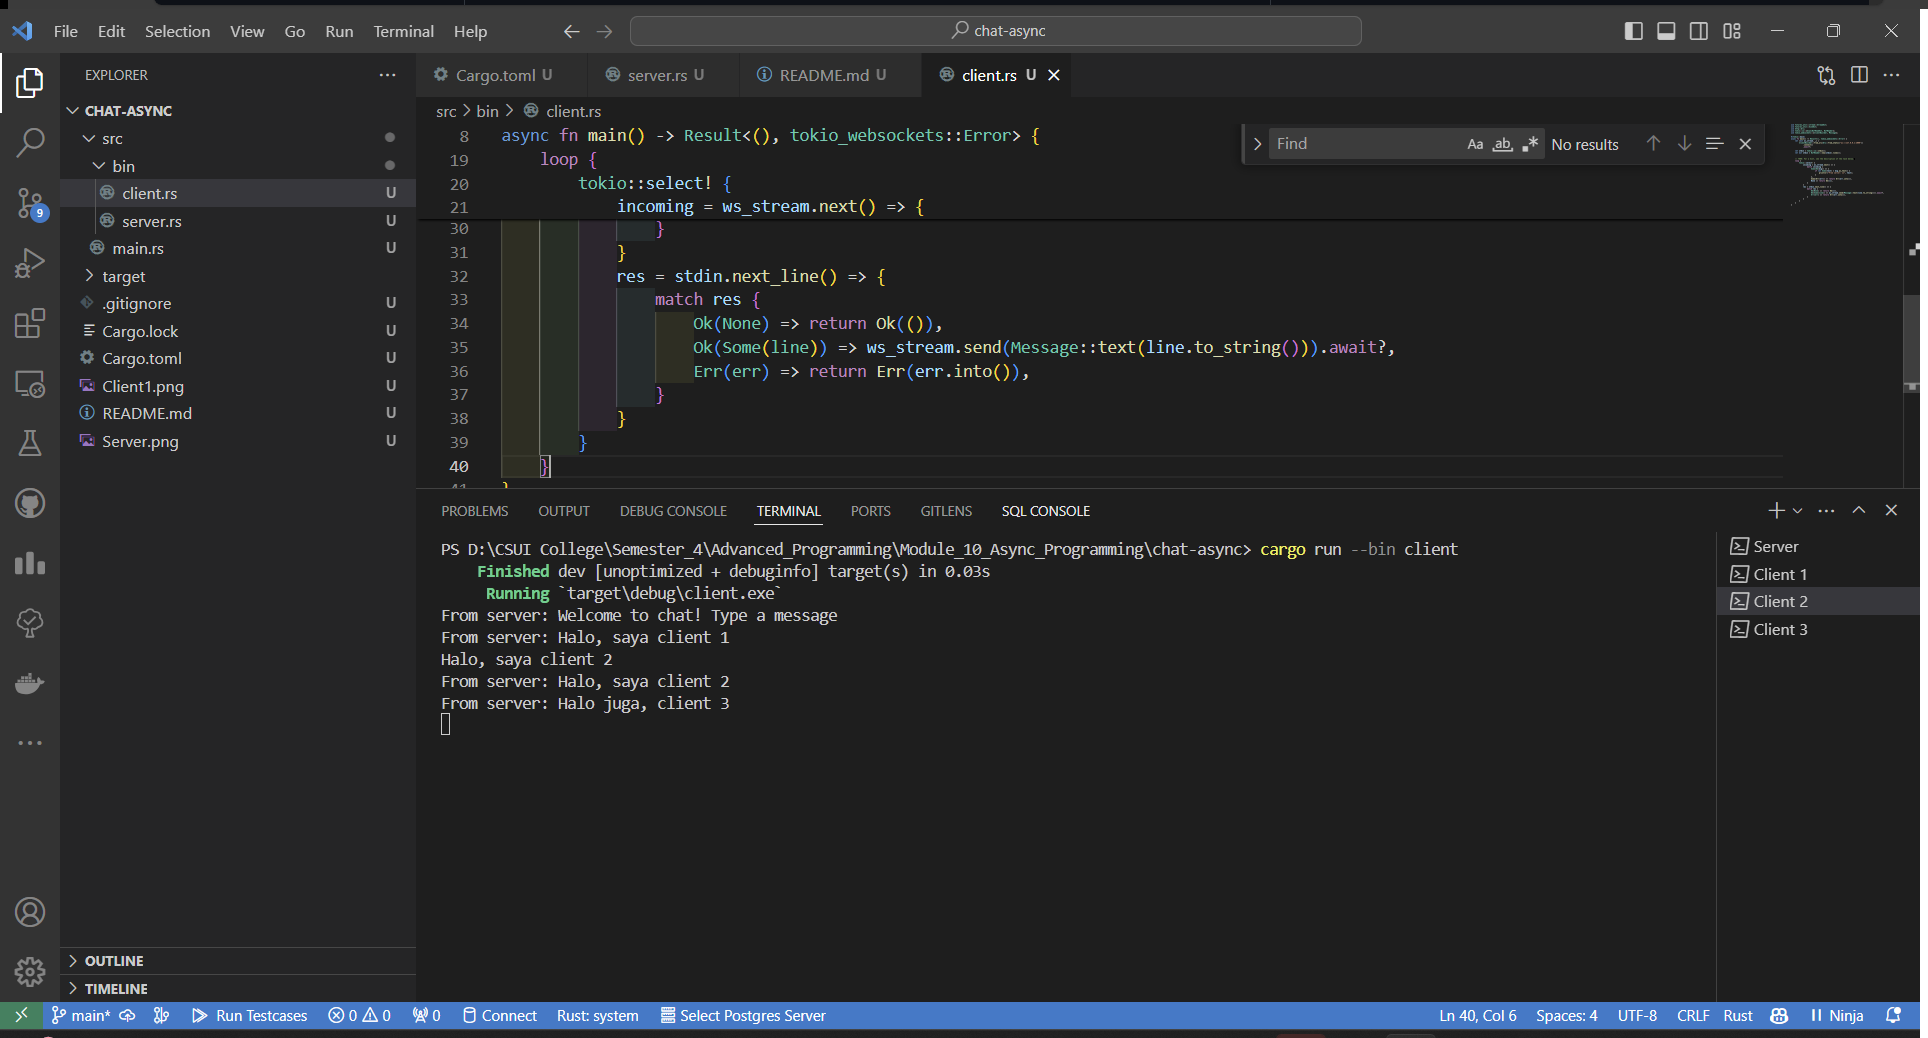 File Edit Selection View Go Run Terminal Help
chat-async
EXPLORER
CHAT-ASYNC
src
bin
client.rs U
server.rs U
main.rs U
target
.gitignore U
Cargo.lock U
Cargo.toml U
Client1.png U
README.md U
Server.png U
OUTLINE
TIMELINE
9
Cargo.toml U server.rs U README.md U client.rs U
src > bin > client.rs
8 async fn main() -> Result<(), tokio_websockets::Error> {
19 loop {
20 tokio::select! {
21 incoming = ws_stream.next() => {
30 }
31 }
32 res = stdin.next_line() => {
33 match res {
34 Ok(None) => return Ok(()),
35 Ok(Some(line)) => ws_stream.send(Message::text(line.to_string())).await?,
36 Err(err) => return Err(err.into()),
37 }
38 }
39 }
40 }
41 }
Find Aa ab No results
PROBLEMS OUTPUT DEBUG CONSOLE TERMINAL PORTS GITLENS SQL CONSOLE
PS D:\CSUI College\Semester_4\Advanced_Programming\Module_10_Async_Programming\chat-async> cargo run --bin client
Finished dev [unoptimized + debuginfo] target(s) in 0.03s
Running `target\debug\client.exe`
From server: Welcome to chat! Type a message
From server: Halo, saya client 1
Halo, saya client 2
From server: Halo, saya client 2
From server: Halo juga, client 3
Server
Client 1
Client 2
Client 3
main* Run Testcases 0 0 0 Connect Rust: system Select Postgres Server Ln 40, Col 6 Spaces: 4 UTF-8 CRLF Rust Ninja